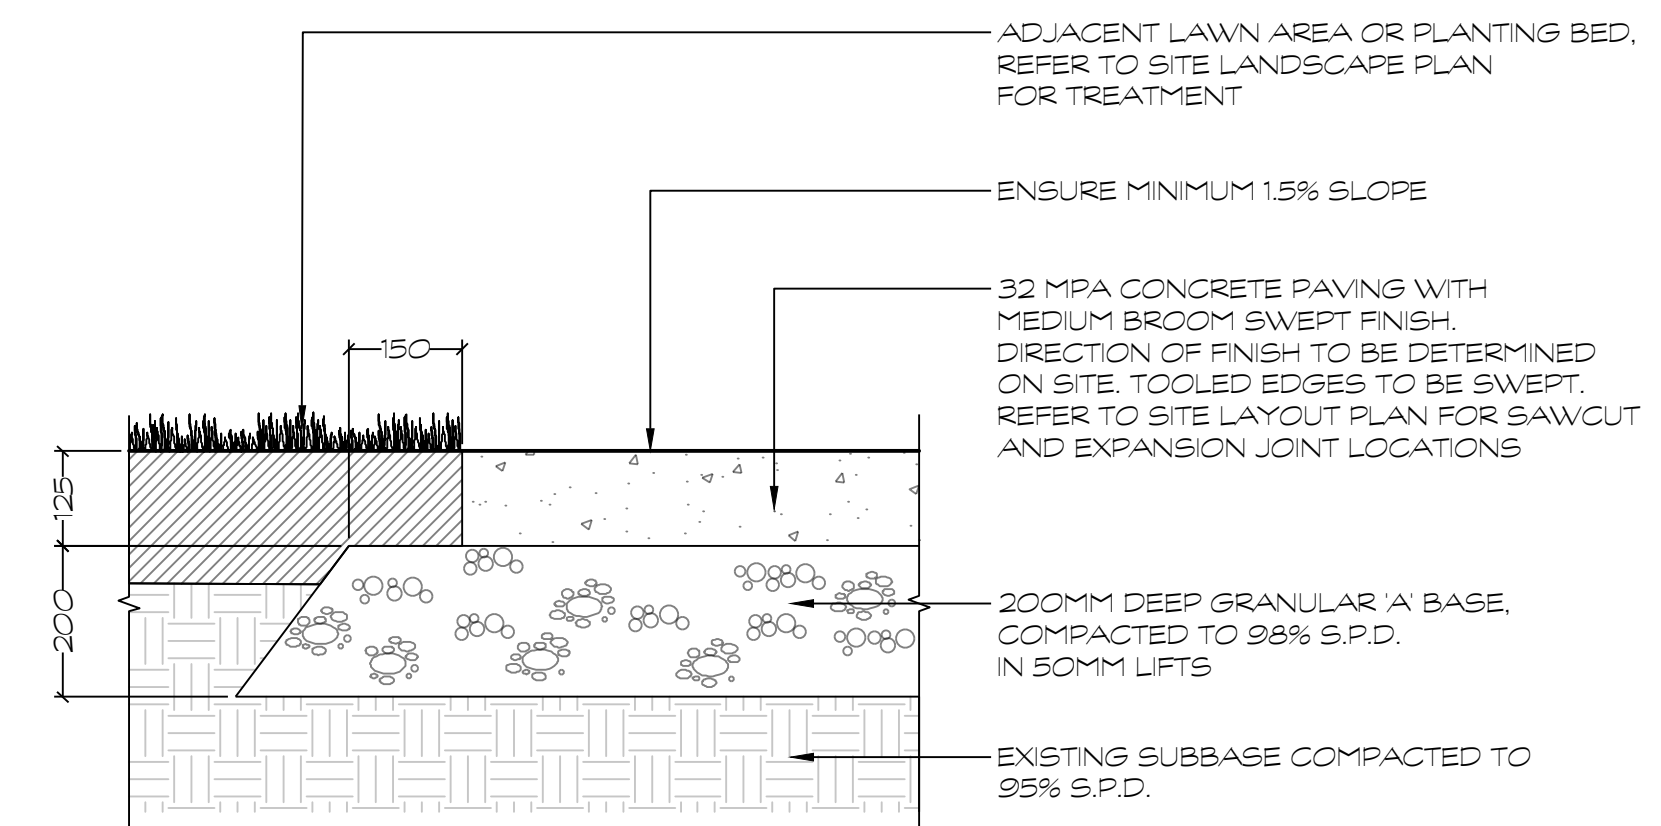 ADJACENT LAWN AREA OR PLANTING BED,
REFER TO SITE LANDSCAPE PLAN
FOR TREATMENT
ENSURE MINIMUM 1.5% SLOPE
32 MPA CONCRETE PAVING WITH
MEDIUM BROOM SWEPT FINISH.
DIRECTION OF FINISH TO BE DETERMINED
ON SITE. TOOLED EDGES TO BE SWEPT.
REFER TO SITE LAYOUT PLAN FOR SAWCUT
AND EXPANSION JOINT LOCATIONS
150
125
200
200MM DEEP GRANULAR 'A' BASE,
COMPACTED TO 98% S.P.D.
IN 50MM LIFTS
EXISTING SUBBASE COMPACTED TO
95% S.P.D.